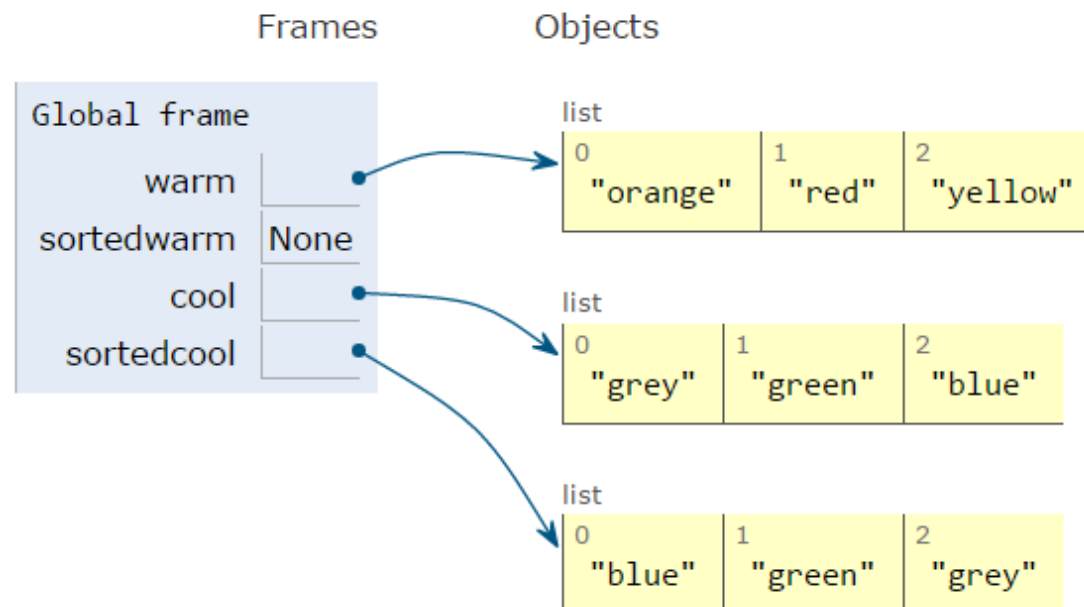 Frames Objects
Global frame
warm
sortedwarm None
cool
sortedcool
list
0 1 2
"orange" "red" "yellow"
list
0 1 2
"grey" "green" "blue"
list
0 1 2
"blue" "green" "grey"